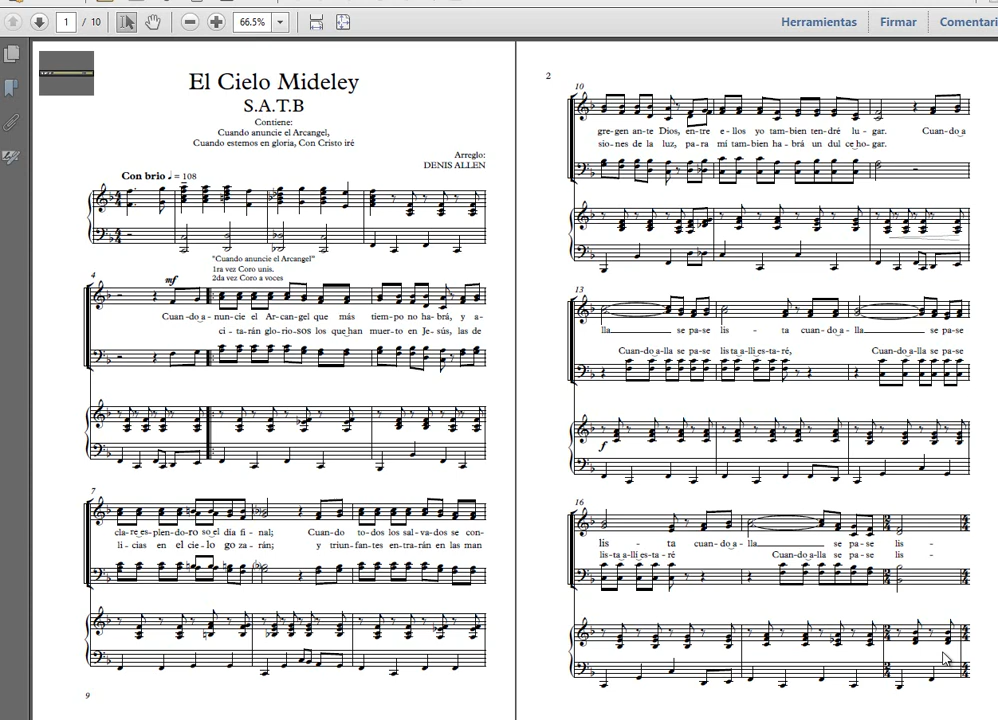 1 / 10
66.5%
Herramientas
Firmar
Comentari
El Cielo Mideley
S.A.T.B
Contiene:
Cuando anuncie el Arcangel,
Cuando estemos en gloria, Con Cristo iré
Arreglo:
DENIS ALLEN
Con brio ♩ = 108
"Cuando anuncie el Arcangel"
1ra vez Coro unis.
2da vez Coro a voces
4
mf
Cuando a - nun-cie el Ar-can-gel que más tiem-po no ha-brá, y a-
ci - ta-rán glo-rio-sos los que han muer-to en Je-sús, las de
7
cla-re es-plen-do-ro so el día fi - nal; Cuan-do to-dos los sal-va-dos se con-
li-cias en el cie-lo go za-rán; y triun-fan-tes en-tra-rán en las man
9
2
10
gre-gen an-te Dios, en-tre e-llos yo tam-bien ten-dré lu-gar. Cuan-do a
sio-nes de la luz, pa-ra mí tam-bien ha-brá un dul ce ho-gar.
13
lla se pa-se lis - ta cuan-do a-lla se pa-se
Cuan-do a-lla se pa-se lis ta a-lli es-ta-ré, Cuan-do a-lla se pa-se
f
16
lis - ta cuan-do a-lla se pa-se lis -
lis-ta a-lli es-ta-ré Cuan-do a-lla se pa-se lis -